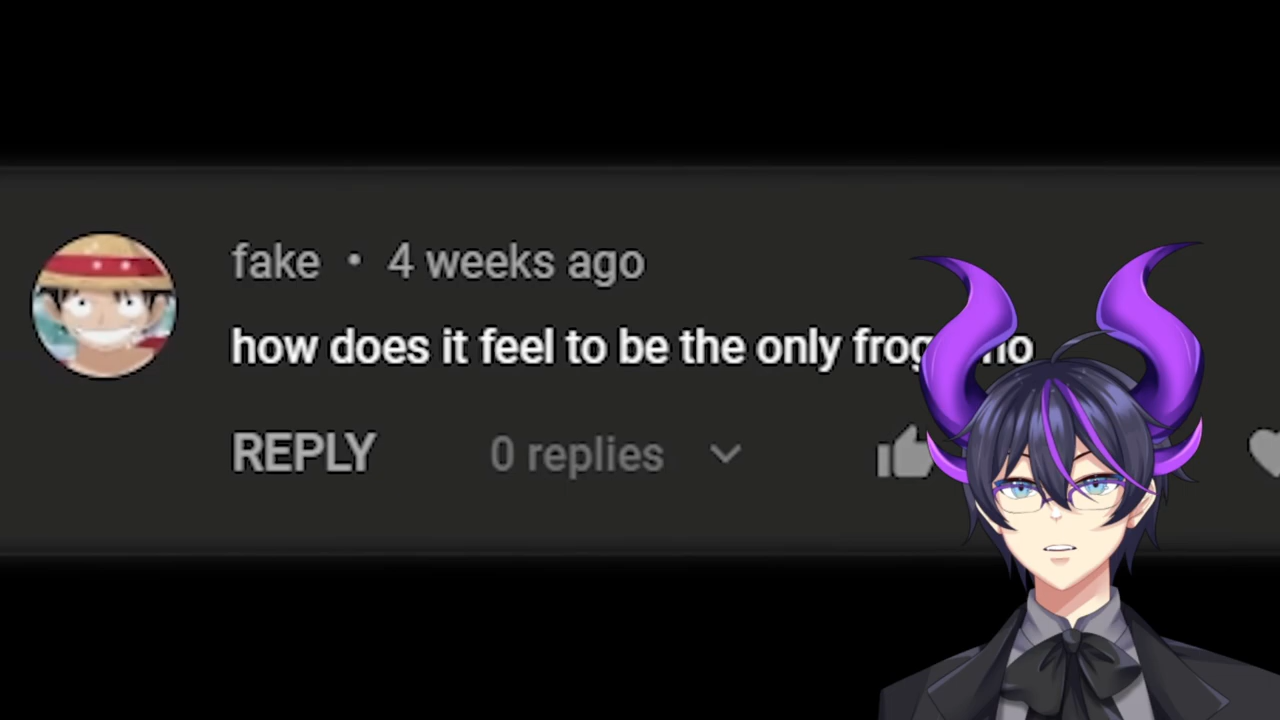 fake • 4 weeks ago
how does it feel to be the only frog
REPLY 0 replies